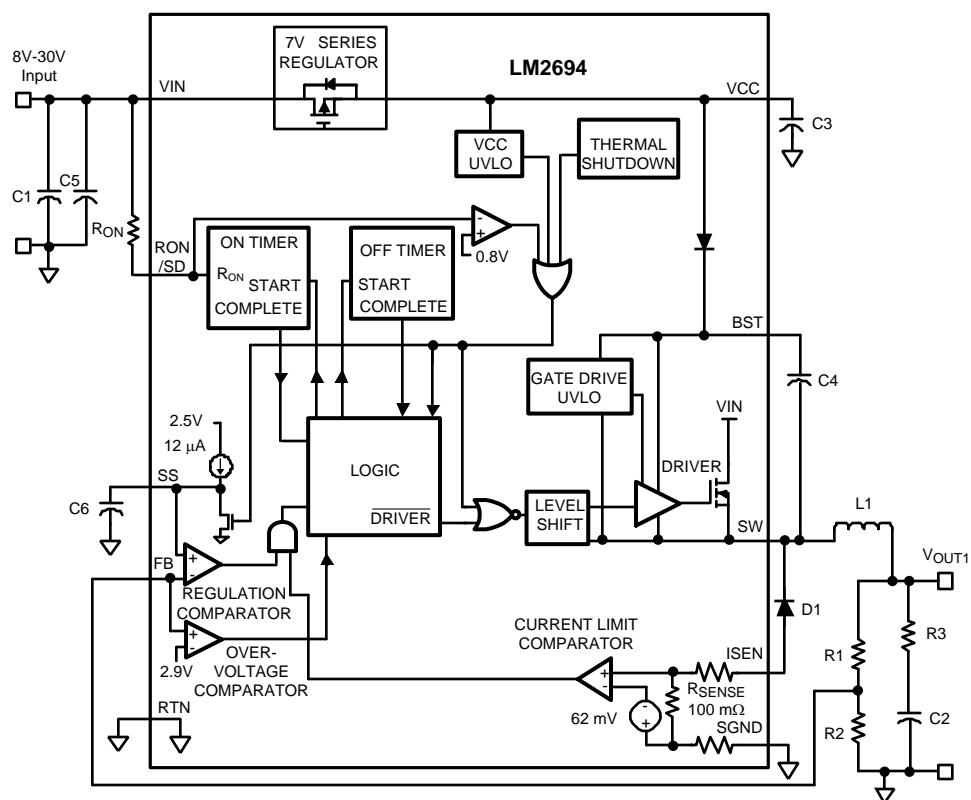 7V SERIES
REGULATOR
LM2694
8V-30V
Input
VIN
VCC
C3
VCC
UVLO
THERMAL
SHUTDOWN
C1
C5
RON
RON
/SD
ON TIMER
RON
START
COMPLETE
OFF TIMER
START
COMPLETE
-
+
0.8V
BST
C4
GATE DRIVE
UVLO
VIN
2.5V
12 µA
SS
C6
LOGIC
DRIVER
DRIVER
LEVEL
SHIFT
SW
L1
VOUT1
FB
+
-
REGULATION
COMPARATOR
+
-
2.9V
OVER-
VOLTAGE
COMPARATOR
CURRENT LIMIT
COMPARATOR
+
-
62 mV
-
+
RSENSE
100 mΩ
ISEN
SGND
D1
R1
R3
R2
C2
RTN